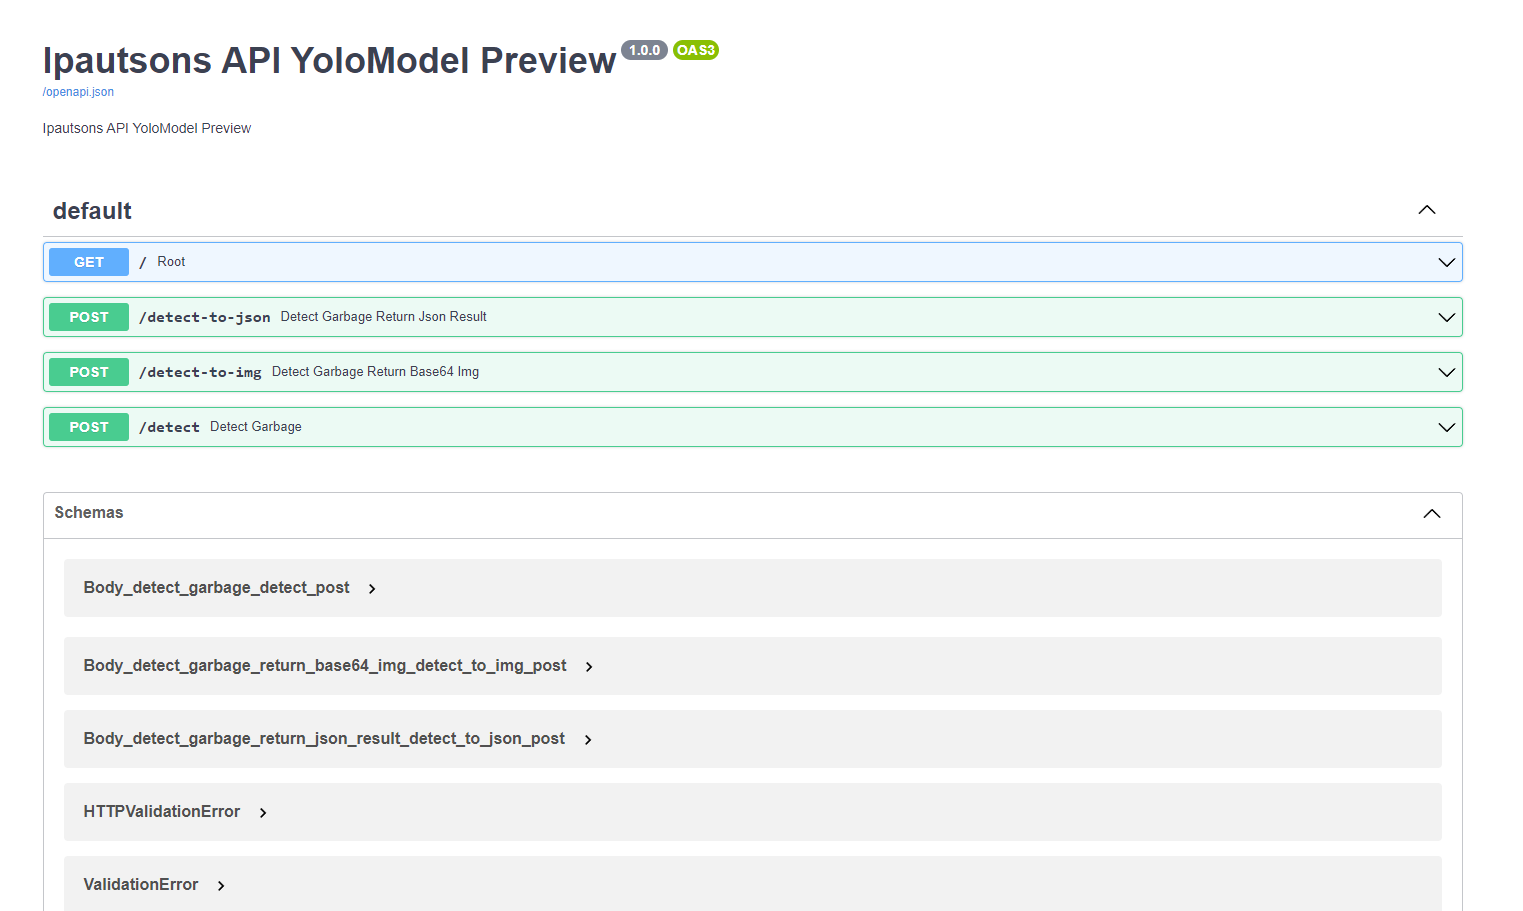 Ipautsons API YoloModel Preview 1.0.0 OAS3
/openapi.json
Ipautsons API YoloModel Preview
default
GET / Root
POST /detect-to-json Detect Garbage Return Json Result
POST /detect-to-img Detect Garbage Return Base64 Img
POST /detect Detect Garbage
Schemas
Body_detect_garbage_detect_post
Body_detect_garbage_return_base64_img_detect_to_img_post
Body_detect_garbage_return_json_result_detect_to_json_post
HTTPValidationError
ValidationError